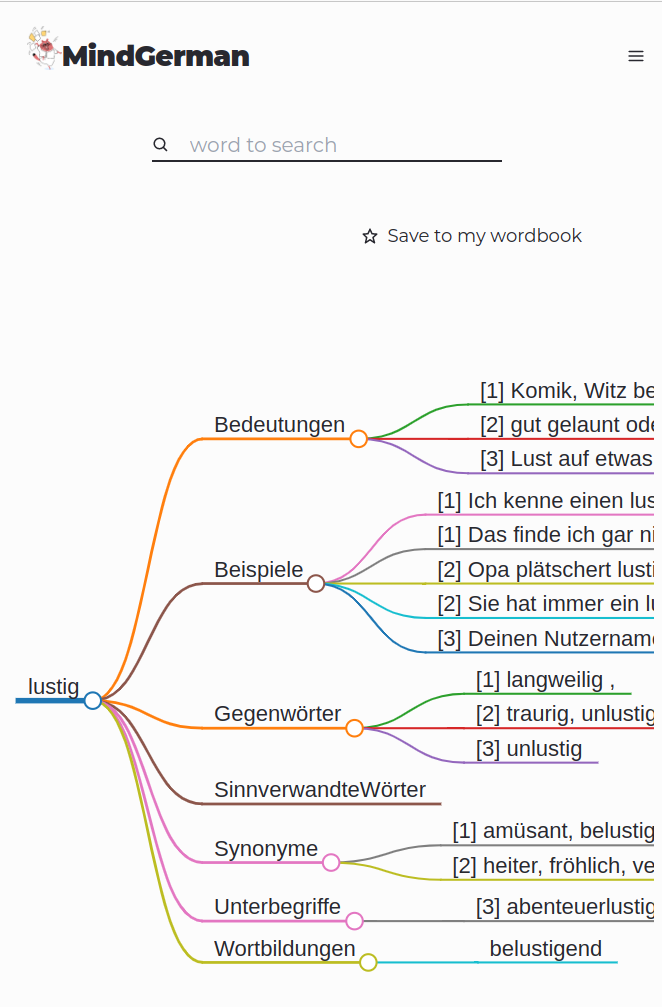 MindGerman
word to search
Save to my wordbook
[1] Komik, Witz be
Bedeutungen
[2] gut gelaunt ode
[3] Lust auf etwas
[1] Ich kenne einen lus
[1] Das finde ich gar ni
Beispiele
[2] Opa plätschert lusti
[2] Sie hat immer ein lu
[3] Deinen Nutzername
lustig
[1] langweilig ,
Gegenwörter
[2] traurig, unlustig
[3] unlustig
SinnverwandteWörter
[1] amüsant, belustig
Synonyme
[2] heiter, fröhlich, ve
Unterbegriffe
[3] abenteuerlustig
Wortbildungen
belustigend